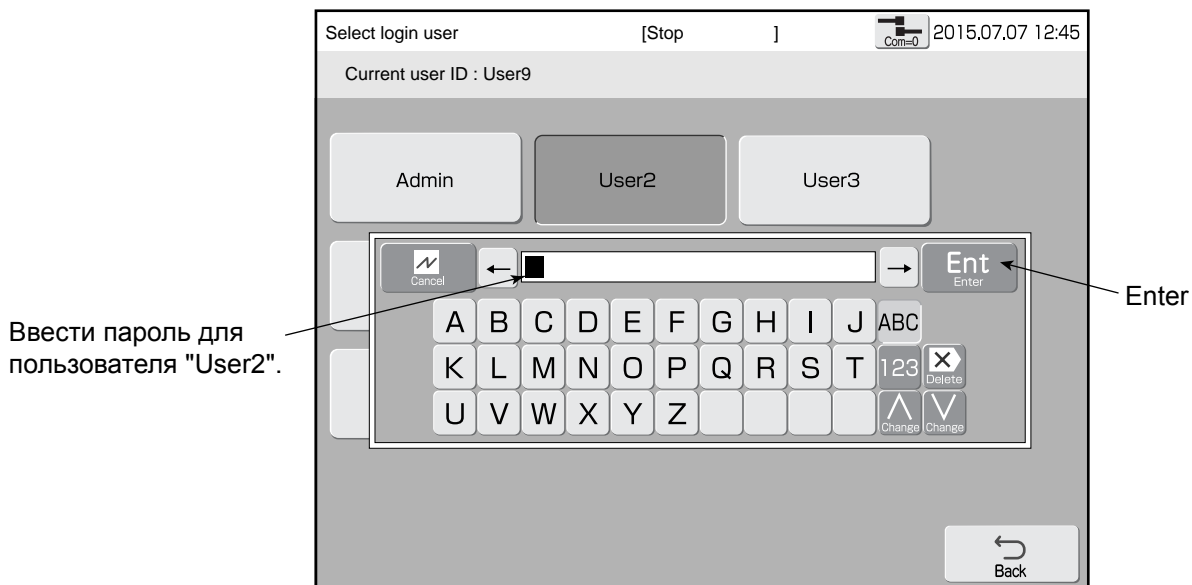 Select login user [Stop ] Com=0 2015.07.07 12:45
Current user ID : User9
Admin User2 User3
Cancel ← → Ent
Enter
Enter
Ввести пароль для
пользователя "User2".
A B C D E F G H I J ABC
K L M N O P Q R S T 123 Delete
U V W X Y Z Change Change
Back